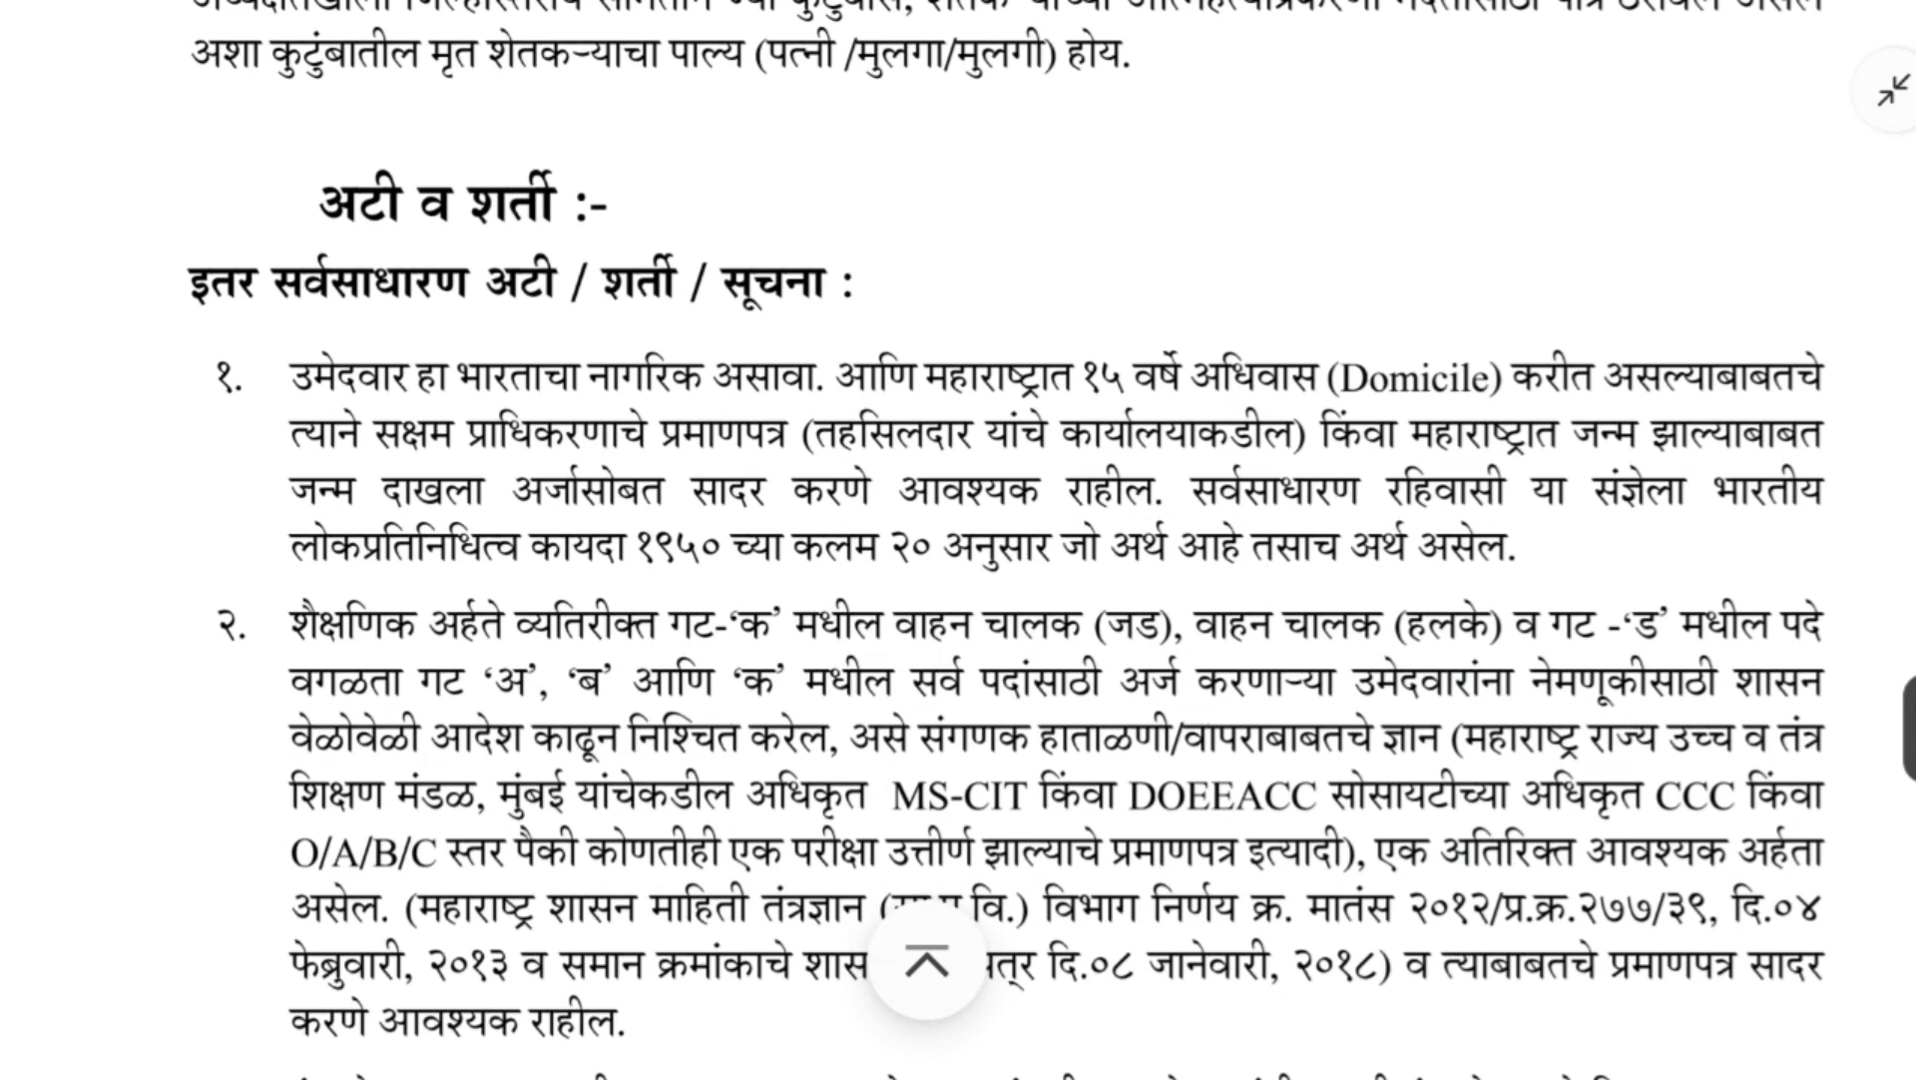 अशा कुटुंबातील मृत शेतकऱ्याचा पाल्य (पत्नी /मुलगा/मुलगी) होय.
अटी व शर्ती :-
इतर सर्वसाधारण अटी / शर्ती / सूचना :
१. उमेदवार हा भारताचा नागरिक असावा. आणि महाराष्ट्रात १५ वर्षे अधिवास (Domicile) करीत असल्याबाबतचे
त्याने सक्षम प्राधिकरणाचे प्रमाणपत्र (तहसिलदार यांचे कार्यालयाकडील) किंवा महाराष्ट्रात जन्म झाल्याबाबत
जन्म दाखला अर्जासोबत सादर करणे आवश्यक राहील. सर्वसाधारण रहिवासी या संज्ञेला भारतीय
लोकप्रतिनिधित्व कायदा १९५० च्या कलम २० अनुसार जो अर्थ आहे तसाच अर्थ असेल.
२. शैक्षणिक अर्हते व्यतिरीक्त गट-‘क’ मधील वाहन चालक (जड), वाहन चालक (हलके) व गट -‘ड’ मधील पदे
वगळता गट ‘अ’, ‘ब’ आणि ‘क’ मधील सर्व पदांसाठी अर्ज करणाऱ्या उमेदवारांना नेमणूकीसाठी शासन
वेळोवेळी आदेश काढून निश्चित करेल, असे संगणक हाताळणी/वापराबाबतचे ज्ञान (महाराष्ट्र राज्य उच्च व तंत्र
शिक्षण मंडळ, मुंबई यांचेकडील अधिकृत MS-CIT किंवा DOEEACC सोसायटीच्या अधिकृत CCC किंवा
O/A/B/C स्तर पैकी कोणतीही एक परीक्षा उत्तीर्ण झाल्याचे प्रमाणपत्र इत्यादी), एक अतिरिक्त आवश्यक अर्हता
असेल. (महाराष्ट्र शासन माहिती तंत्रज्ञान वि.) विभाग निर्णय क्र. मातंस २०१२/प्र.क्र.२७७/३९, दि.०४
फेब्रुवारी, २०१३ व समान क्रमांकाचे दि.०८ जानेवारी, २०१८) व त्याबाबतचे प्रमाणपत्र सादर
करणे आवश्यक राहील.